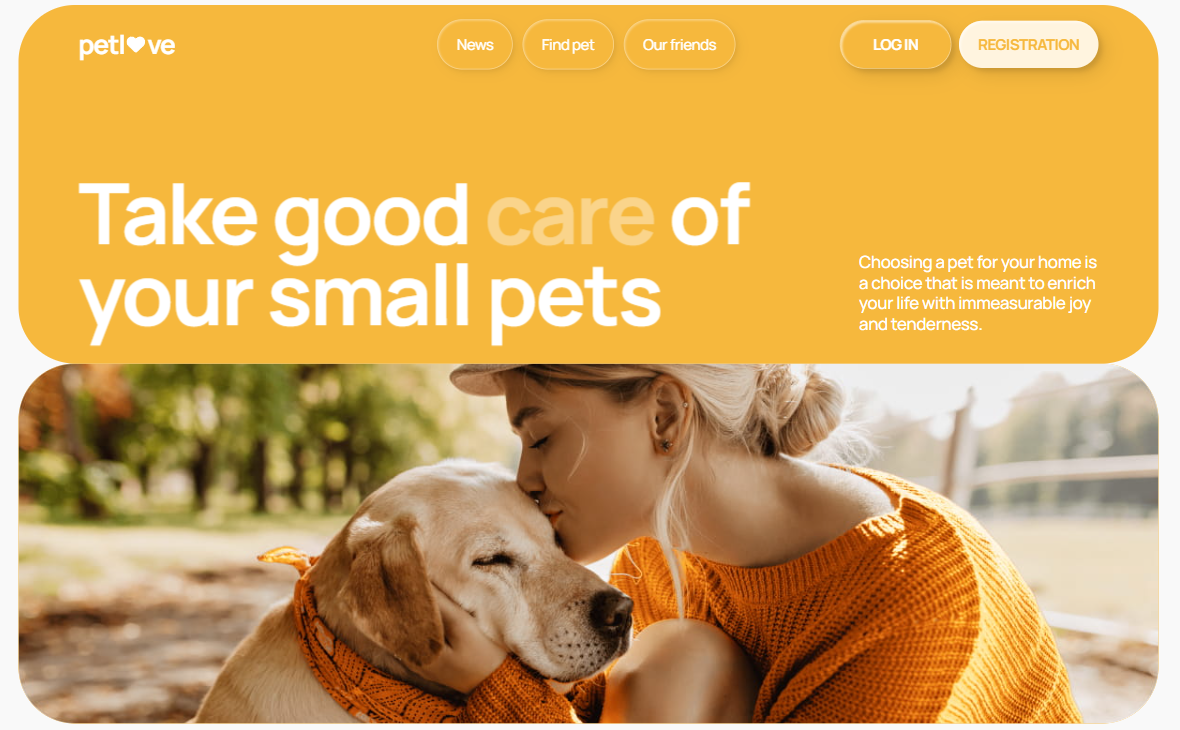 petl♥ve
News
Find pet
Our friends
LOG IN
REGISTRATION
Take good care of
your small pets
Choosing a pet for your home is
a choice that is meant to enrich
your life with immeasurable joy
and tenderness.